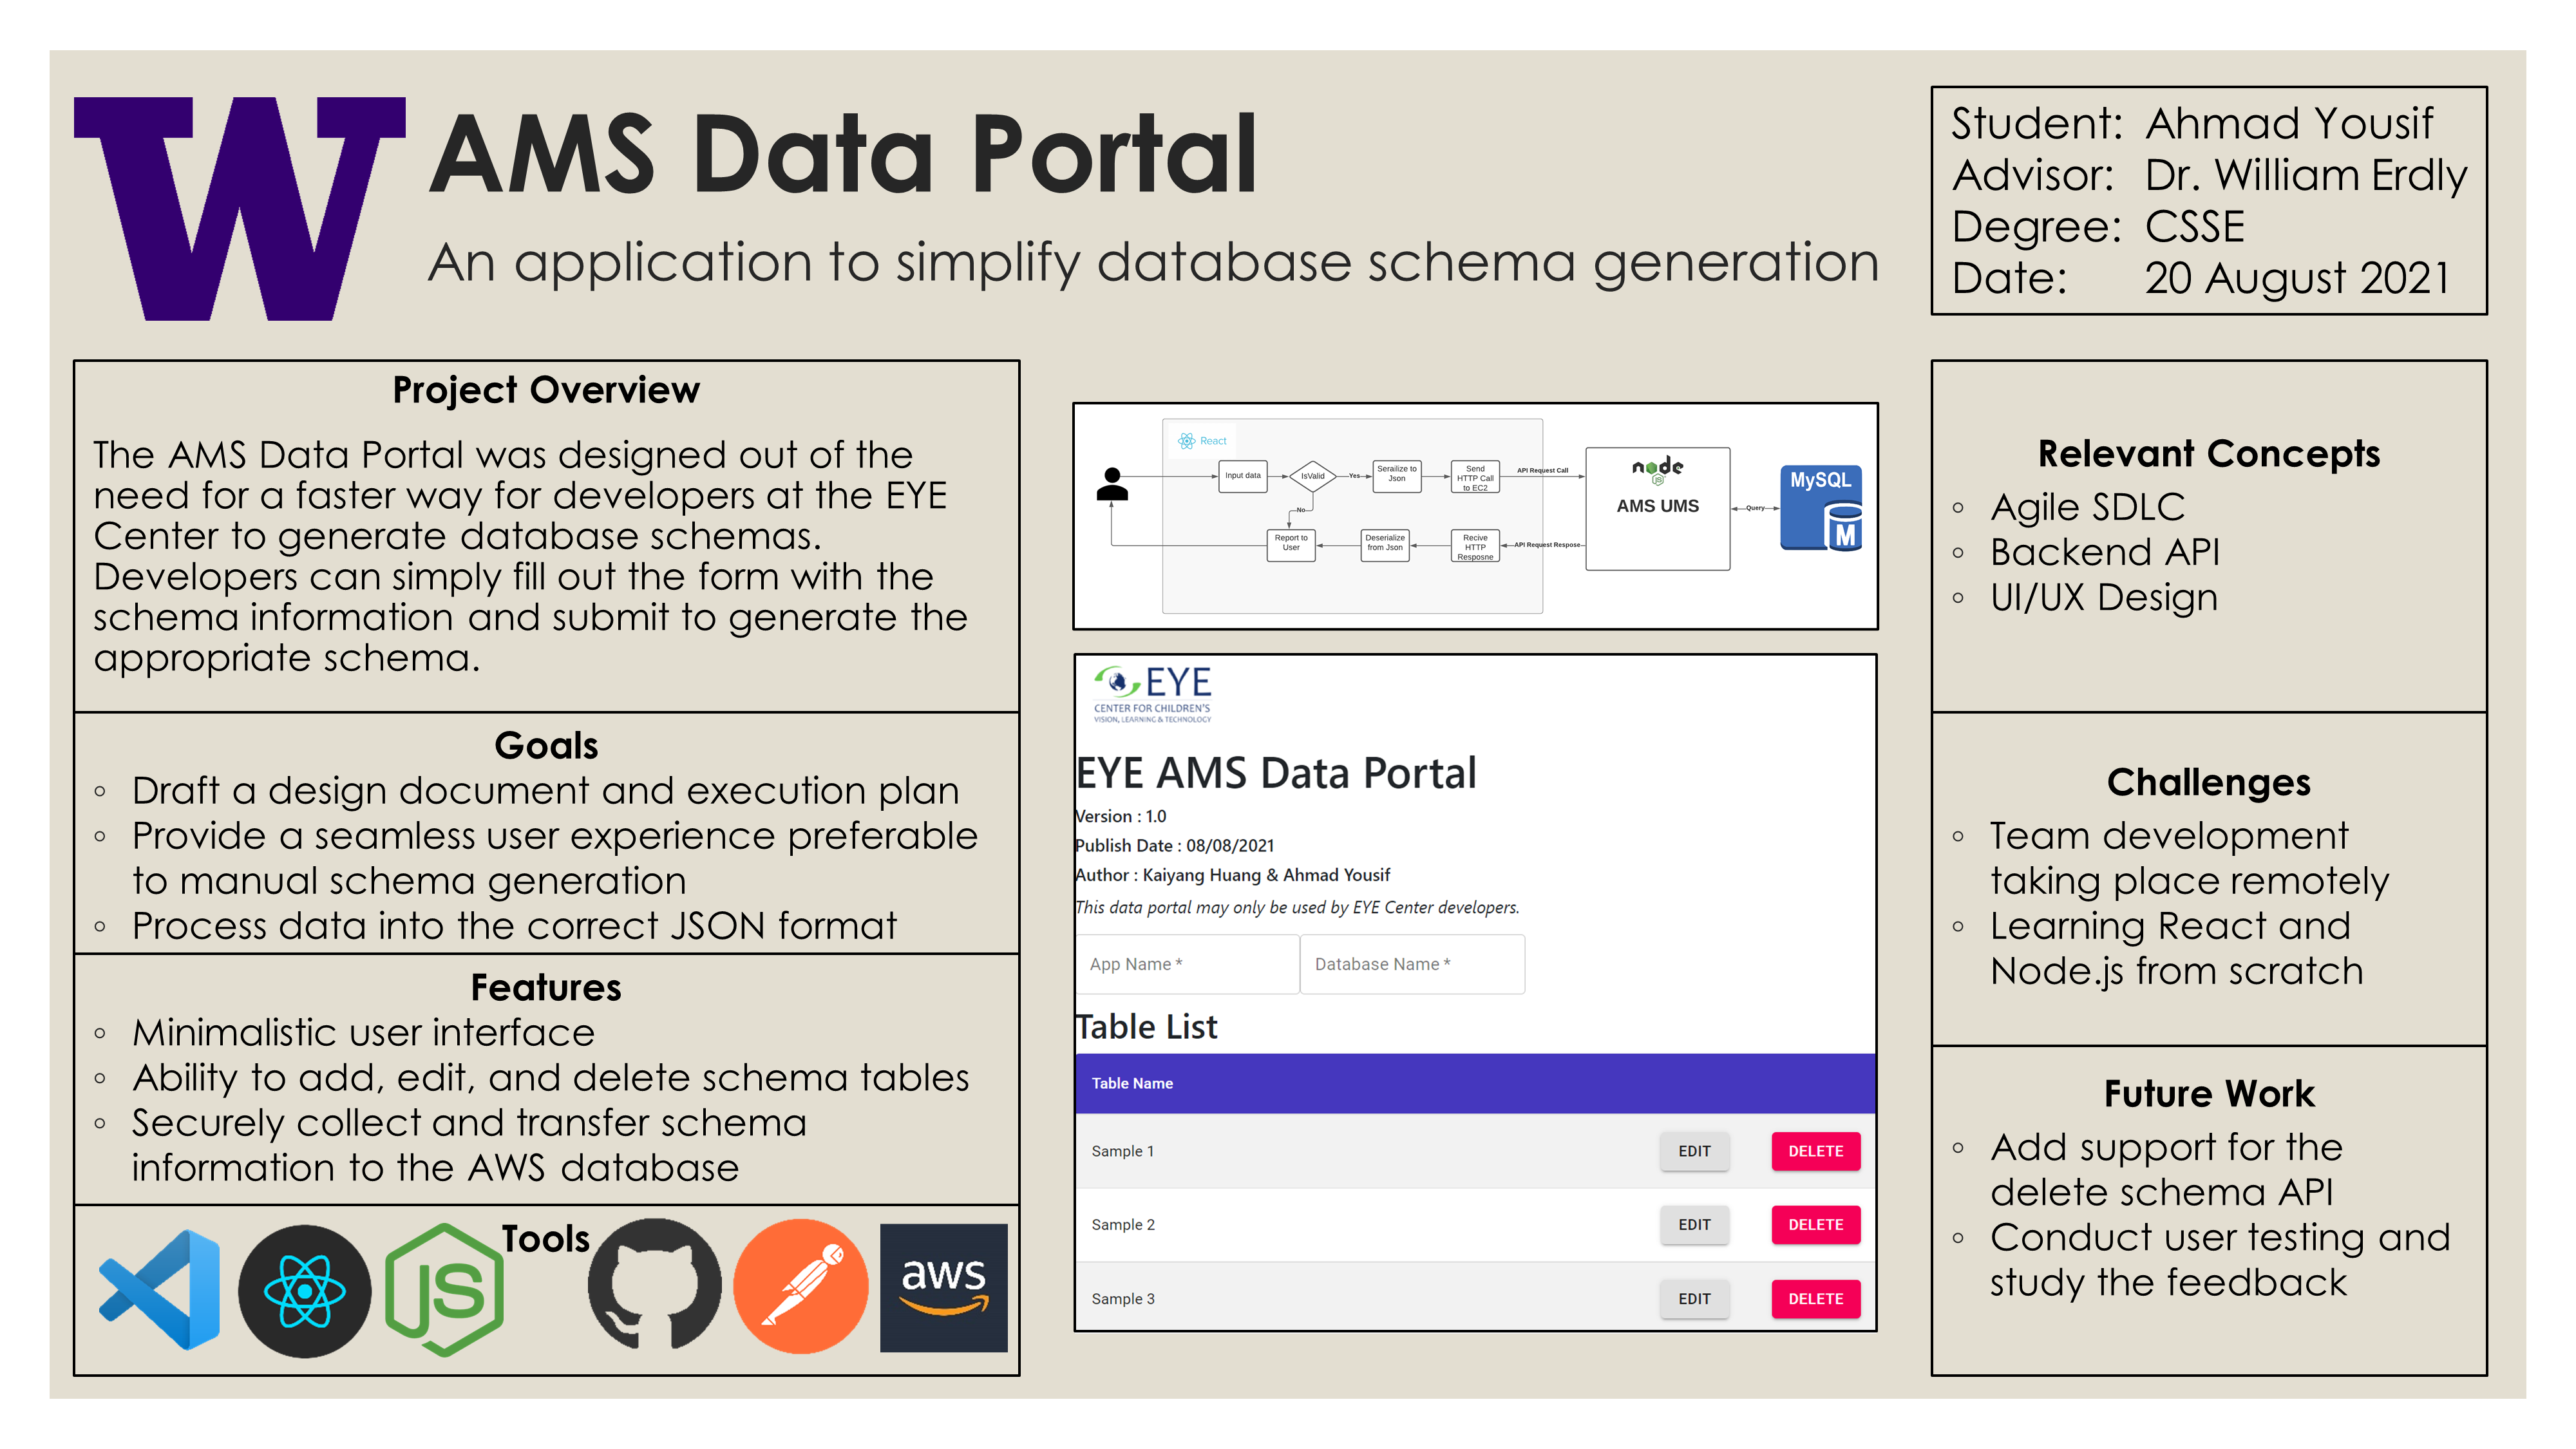 W
AMS Data Portal
An application to simplify database schema generation
Student: Ahmad Yousif
Advisor: Dr. William Erdly
Degree: CSSE
Date: 20 August 2021
Project Overview
The AMS Data Portal was designed out of the
need for a faster way for developers at the EYE
Center to generate database schemas.
Developers can simply fill out the form with the
schema information and submit to generate the
appropriate schema.
Goals
◦ Draft a design document and execution plan
◦ Provide a seamless user experience preferable
to manual schema generation
◦ Process data into the correct JSON format
Features
◦ Minimalistic user interface
◦ Ability to add, edit, and delete schema tables
◦ Securely collect and transfer schema
information to the AWS database
Tools
JS
aws
React
Input data
IsValid
Yes
Serailize to
Json
Send
HTTP Call
to EC2
API Request Call
No
Report to
User
Deserialize
from Json
Recive
HTTP
Resposne
API Request Respose
node
JS
AMS UMS
Query
MySQL
M
EYE
CENTER FOR CHILDREN'S
VISION, LEARNING & TECHNOLOGY
EYE AMS Data Portal
Version : 1.0
Publish Date : 08/08/2021
Author : Kaiyang Huang & Ahmad Yousif
This data portal may only be used by EYE Center developers.
App Name * Database Name *
Table List
Table Name
Sample 1 EDIT DELETE
Sample 2 EDIT DELETE
Sample 3 EDIT DELETE
Relevant Concepts
◦ Agile SDLC
◦ Backend API
◦ UI/UX Design
Challenges
◦ Team development
taking place remotely
◦ Learning React and
Node.js from scratch
Future Work
◦ Add support for the
delete schema API
◦ Conduct user testing and
study the feedback